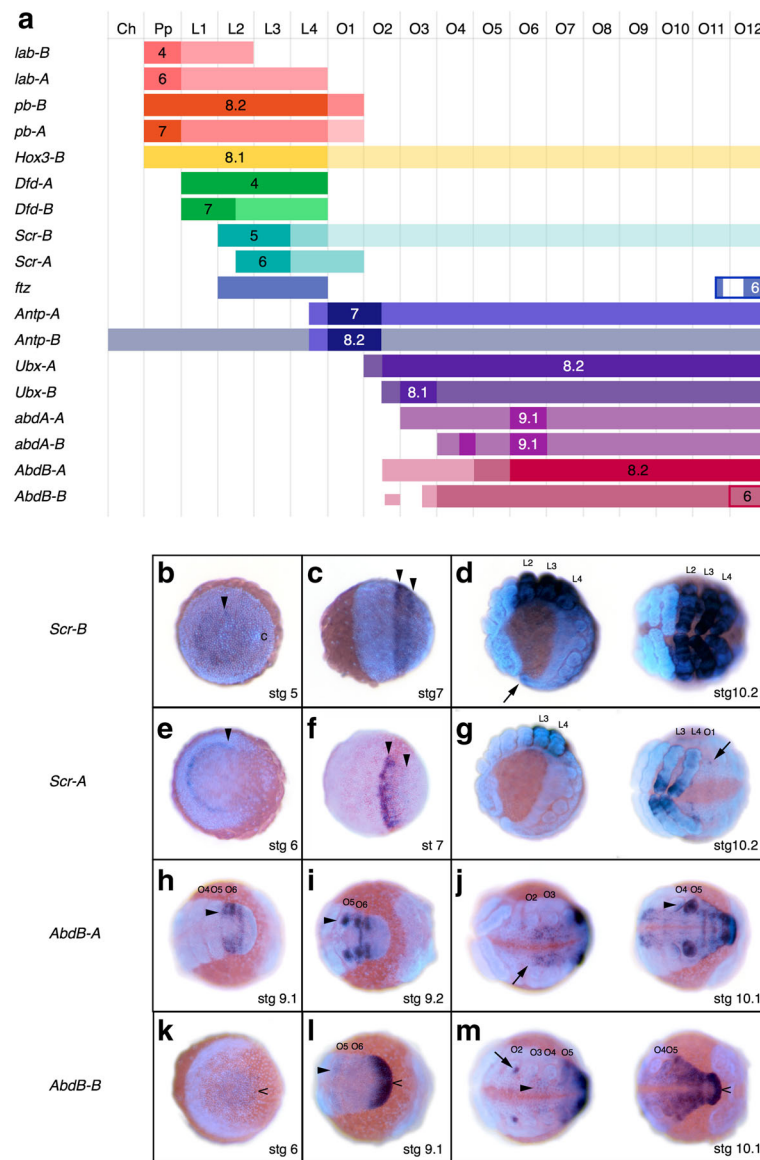 a
Ch Pp L1 L2 L3 L4 O1 O2 O3 O4 O5 O6 O7 O8 O9 O10 O11 O12
lab-B 4
lab-A 6
pb-B 8.2
pb-A 7
Hox3-B 8.1
Dfd-A 4
Dfd-B 7
Scr-B 5
Scr-A 6
ftz 6
Antp-A 7
Antp-B 8.2
Ubx-A 8.2
Ubx-B 8.1
abdA-A 9.1
abdA-B 9.1
AbdB-A 8.2
AbdB-B 6
b c d
L2 L3 L4 L2 L3 L4
Scr-B
c
stg 5 stg7 stg10.2
e f g
L3 L4 L3 L4 O1
Scr-A
stg 6 st 7 stg10.2
h i j
O4 O5 O6 O5 O6 O2 O3 O4 O5
AbdB-A
stg 9.1 stg 9.2 stg 10.1
k l m
O5 O6 O2 O3 O4 O5 O4 O5
AbdB-B
stg 6 stg 9.1 stg 10.1